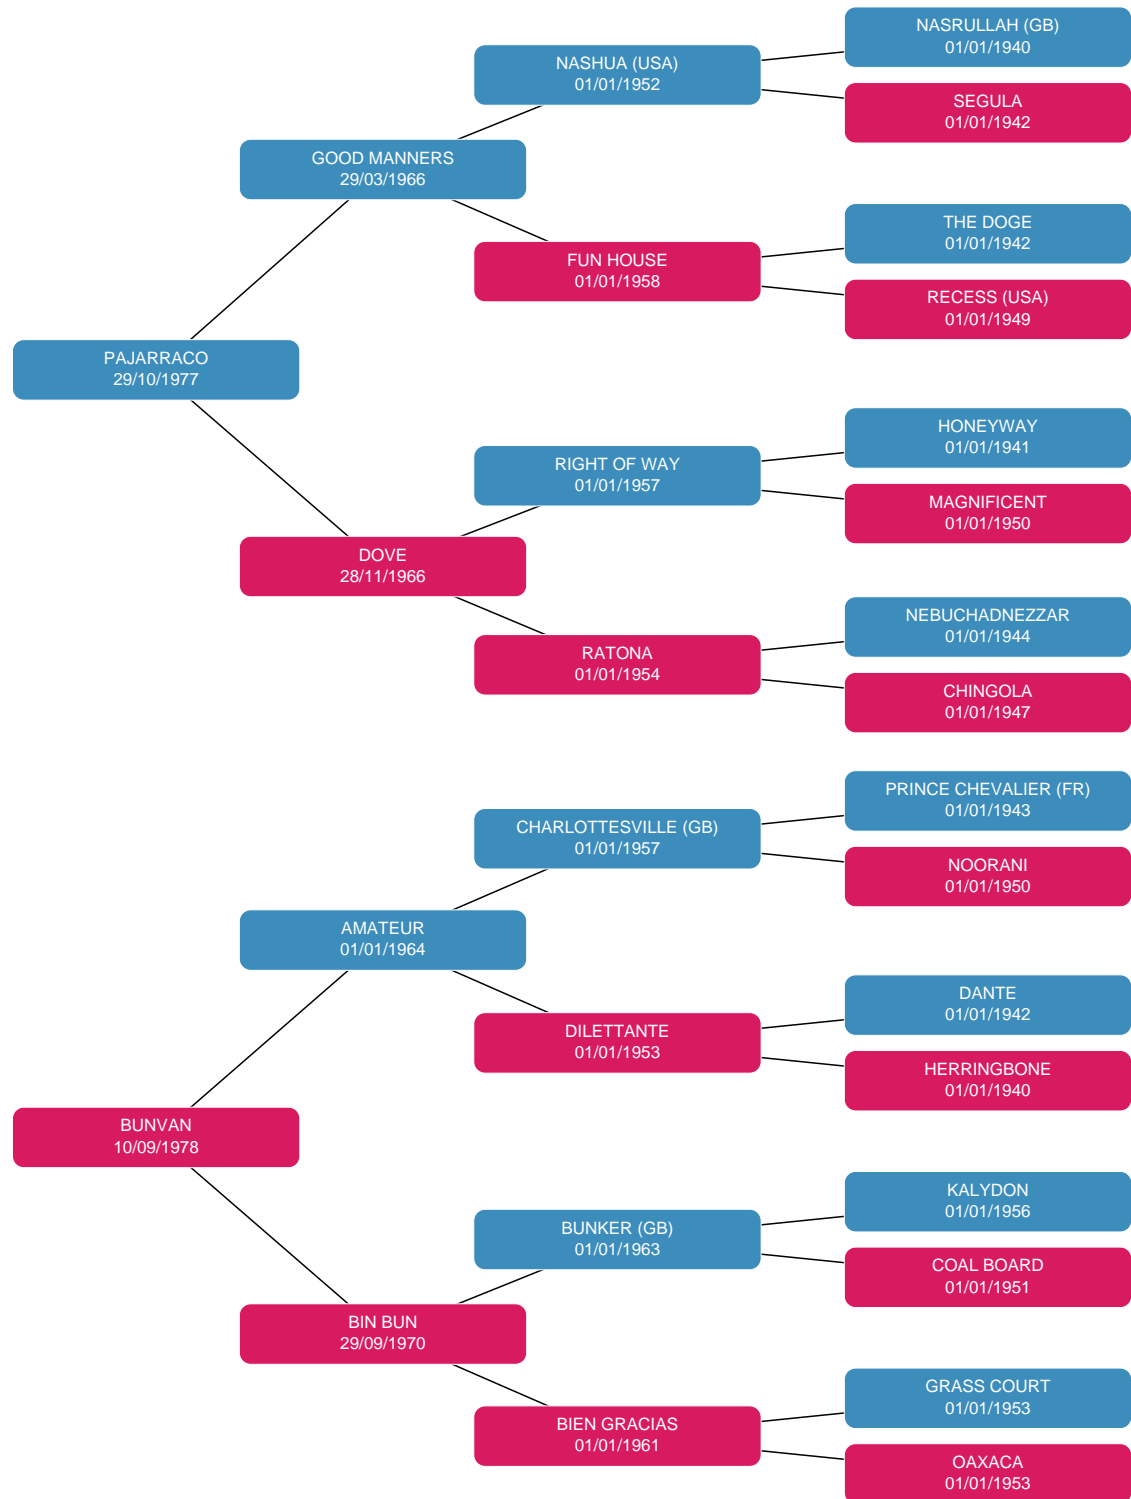 NASRULLAH (GB)
01/01/1940
NASHUA (USA)
01/01/1952
SEGULA
01/01/1942
GOOD MANNERS
29/03/1966
THE DOGE
01/01/1942
FUN HOUSE
01/01/1958
RECESS (USA)
01/01/1949
PAJARRACO
29/10/1977
HONEYWAY
01/01/1941
RIGHT OF WAY
01/01/1957
MAGNIFICENT
01/01/1950
DOVE
28/11/1966
NEBUCHADNEZZAR
01/01/1944
RATONA
01/01/1954
CHINGOLA
01/01/1947
PRINCE CHEVALIER (FR)
01/01/1943
CHARLOTTESVILLE (GB)
01/01/1957
NOORANI
01/01/1950
AMATEUR
01/01/1964
DANTE
01/01/1942
DILETTANTE
01/01/1953
HERRINGBONE
01/01/1940
BUNVAN
10/09/1978
KALYDON
01/01/1956
BUNKER (GB)
01/01/1963
COAL BOARD
01/01/1951
BIN BUN
29/09/1970
GRASS COURT
01/01/1953
BIEN GRACIAS
01/01/1961
OAXACA
01/01/1953